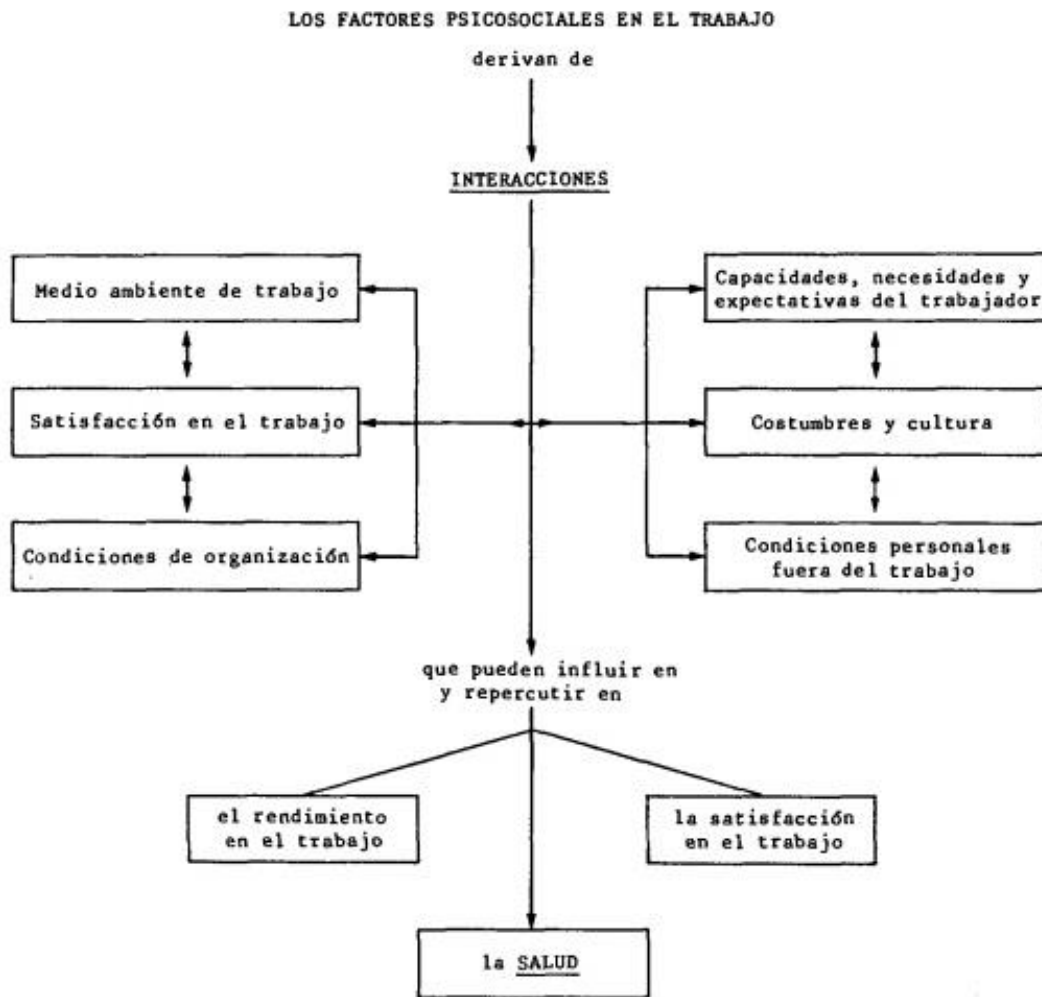 LOS FACTORES PSICOSOCIALES EN EL TRABAJO
derivan de
INTERACCIONES
Medio ambiente de trabajo
Satisfacción en el trabajo
Condiciones de organización
Capacidades, necesidades y
expectativas del trabajador
Costumbres y cultura
Condiciones personales
fuera del trabajo
que pueden influir en
y repercutir en
el rendimiento
en el trabajo
la satisfacción
en el trabajo
la SALUD